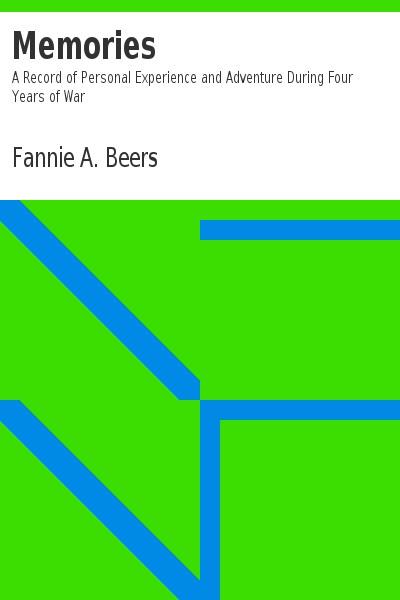 Memories
A Record of Personal Experience and Adventure During Four
Years of War
Fannie A. Beers